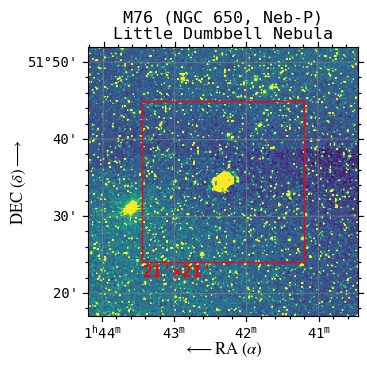 M76 (NGC 650, Neb-P)
Little Dumbbell Nebula
51°50'
40'
30'
20'
DEC (δ) ⟶
21'×21'
1ʰ44ᵐ 43ᵐ 42ᵐ 41ᵐ
⟵ RA (α)